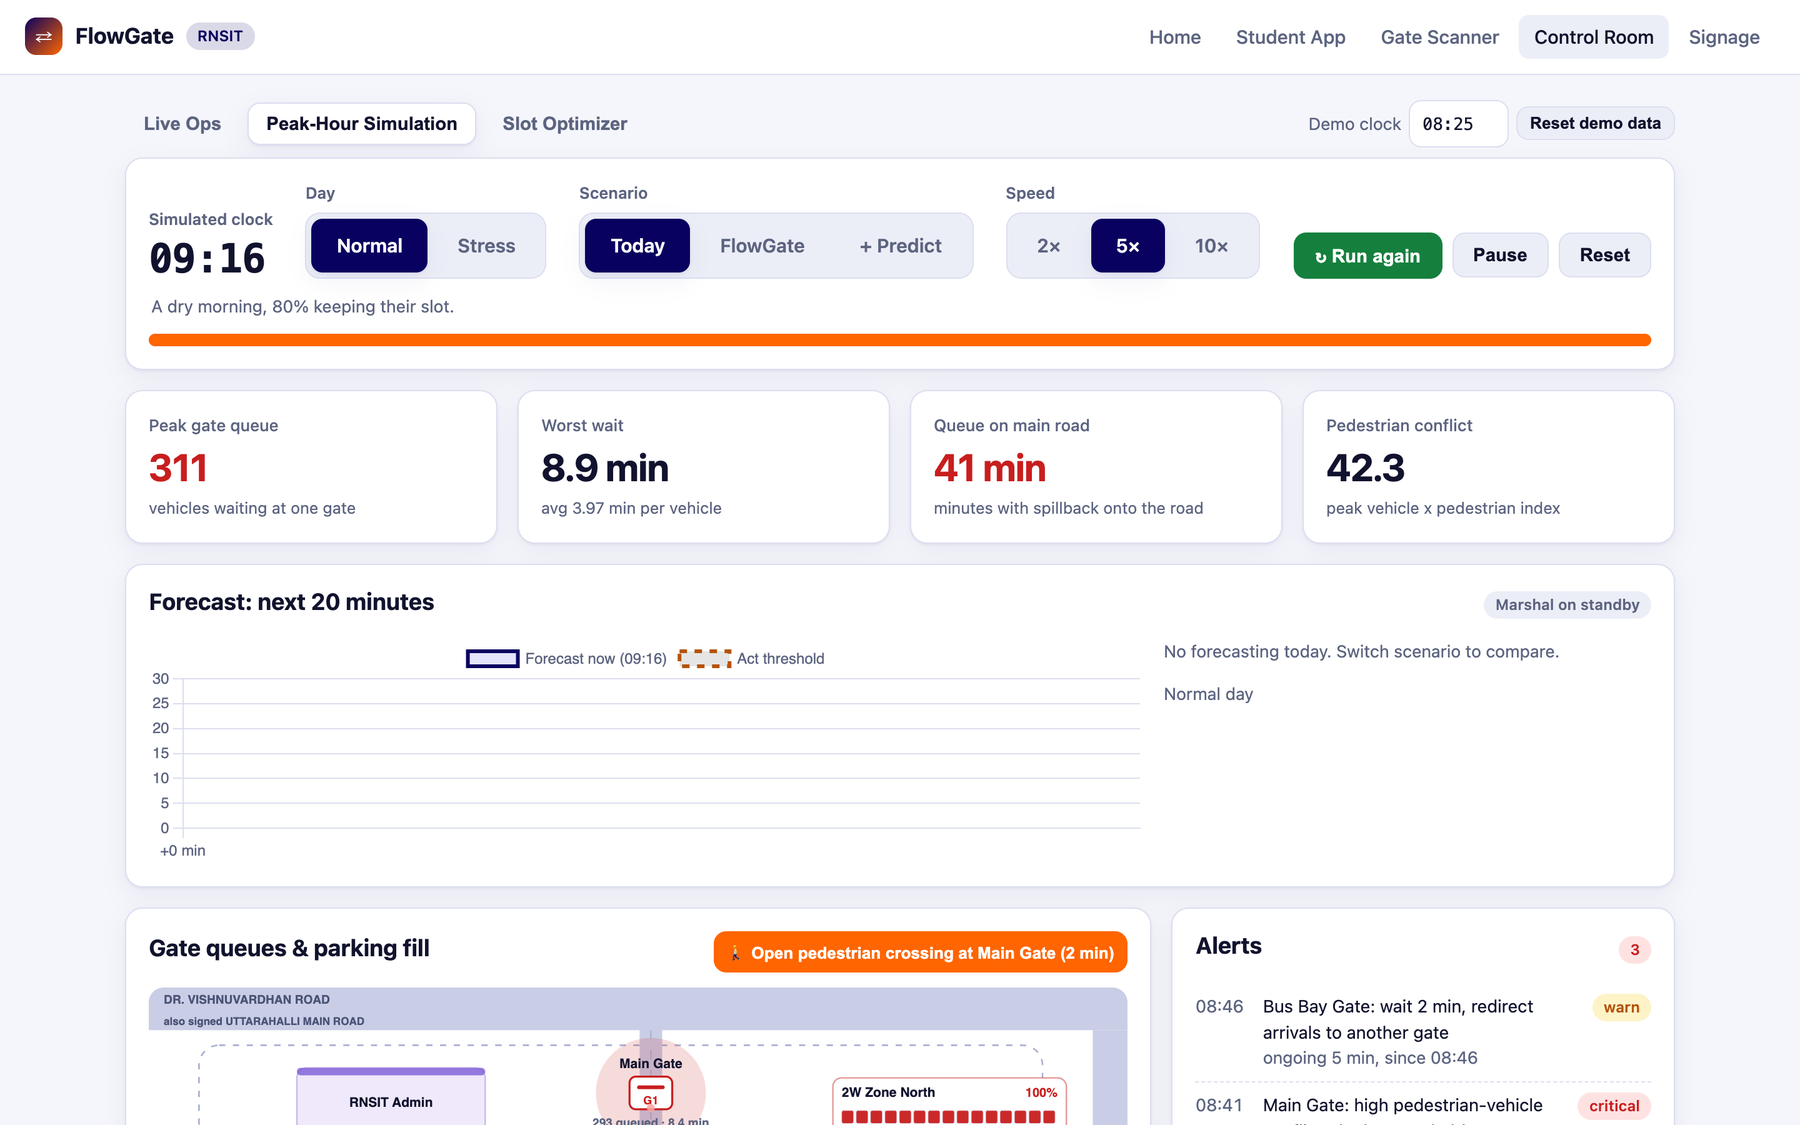 FlowGate
RNSIT
Home
Student App
Gate Scanner
Control Room
Signage
Live Ops
Peak-Hour Simulation
Slot Optimizer
Demo clock
08:25
Reset demo data
Simulated clock
09:16
Day
Normal
Stress
Scenario
Today
FlowGate
+ Predict
Speed
2×
5×
10×
↻ Run again
Pause
Reset
A dry morning, 80% keeping their slot.
Peak gate queue
311
vehicles waiting at one gate
Worst wait
8.9 min
avg 3.97 min per vehicle
Queue on main road
41 min
minutes with spillback onto the road
Pedestrian conflict
42.3
peak vehicle x pedestrian index
Forecast: next 20 minutes
Marshal on standby
Forecast now (09:16)
Act threshold
30
25
20
15
10
5
0
+0 min
No forecasting today. Switch scenario to compare.
Normal day
Gate queues & parking fill
Open pedestrian crossing at Main Gate (2 min)
DR. VISHNUVARDHAN ROAD
also signed UTTARAHALLI MAIN ROAD
RNSIT Admin
Main Gate
G1
293 queued · 8.4 min
2W Zone North
100%
Alerts
3
08:46
Bus Bay Gate: wait 2 min, redirect
arrivals to another gate
ongoing 5 min, since 08:46
warn
08:41
Main Gate: high pedestrian-vehicle
critical